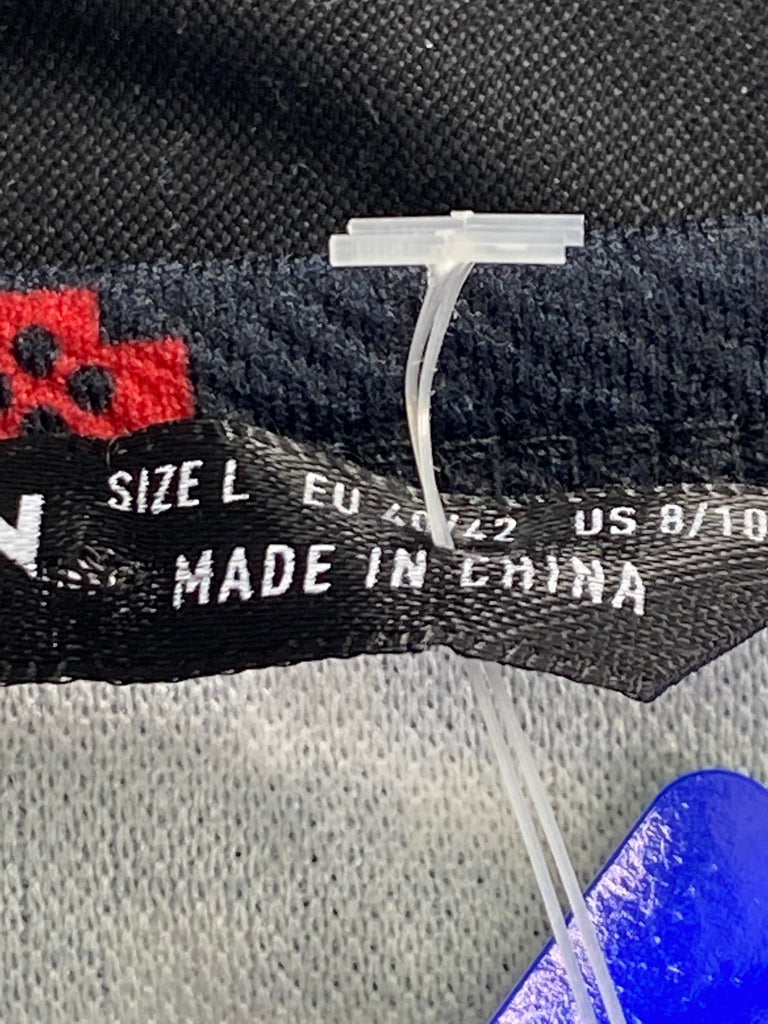 SIZE L EU 40/42 US 8/10
MADE IN CHINA